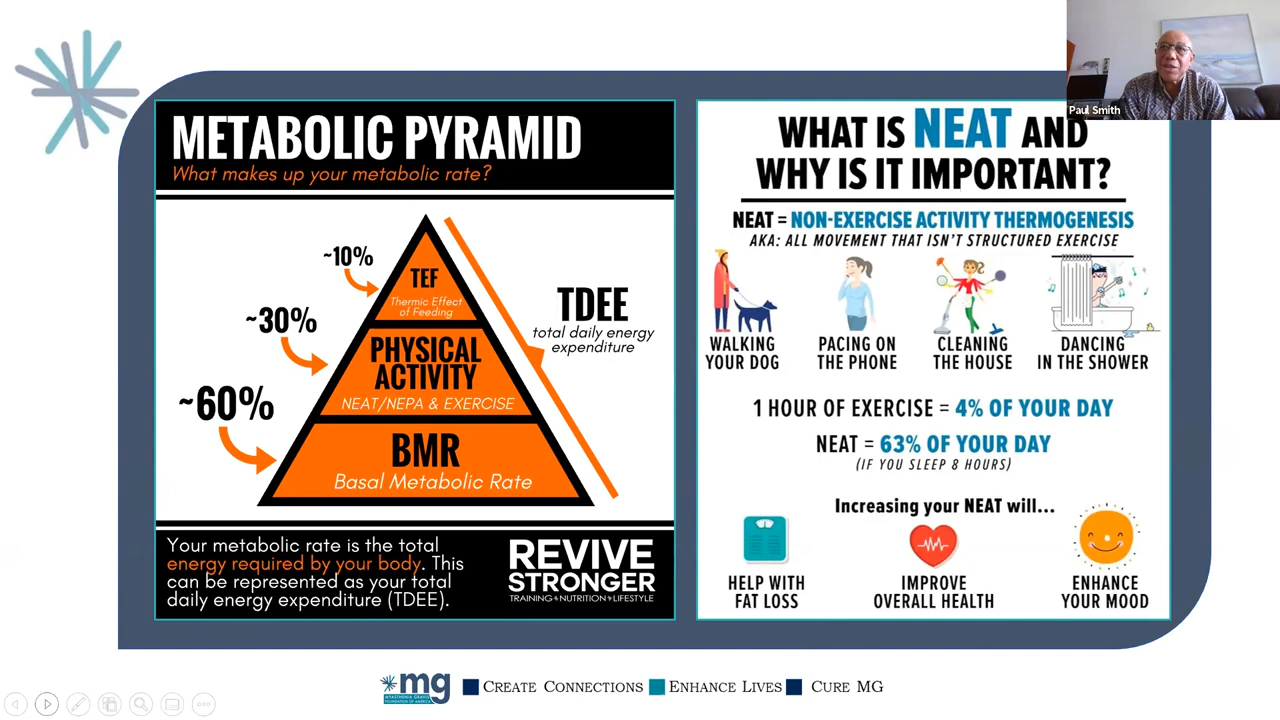 METABOLIC PYRAMID
What makes up your metabolic rate?
~10%
TEF
Thermic Effect
of Feeding
~30%
PHYSICAL
ACTIVITY
NEAT/NEPA & EXERCISE
~60%
BMR
Basal Metabolic Rate
TDEE
total daily energy
expenditure
Your metabolic rate is the total
energy required by your body. This
can be represented as your total
daily energy expenditure (TDEE).
REVIVE
STRONGER
TRAINING & NUTRITION & LIFESTYLE
Paul Smith
WHAT IS NEAT AND
WHY IS IT IMPORTANT?
NEAT = NON-EXERCISE ACTIVITY THERMOGENESIS
AKA: ALL MOVEMENT THAT ISN'T STRUCTURED EXERCISE
WALKING
YOUR DOG
PACING ON
THE PHONE
CLEANING
THE HOUSE
DANCING
IN THE SHOWER
1 HOUR OF EXERCISE = 4% OF YOUR DAY
NEAT = 63% OF YOUR DAY
(IF YOU SLEEP 8 HOURS)
Increasing your NEAT will...
HELP WITH
FAT LOSS
IMPROVE
OVERALL HEALTH
ENHANCE
YOUR MOOD
mg
MYASTHENIA GRAVIS
FOUNDATION OF AMERICA
CREATE CONNECTIONS ENHANCE LIVES CURE MG